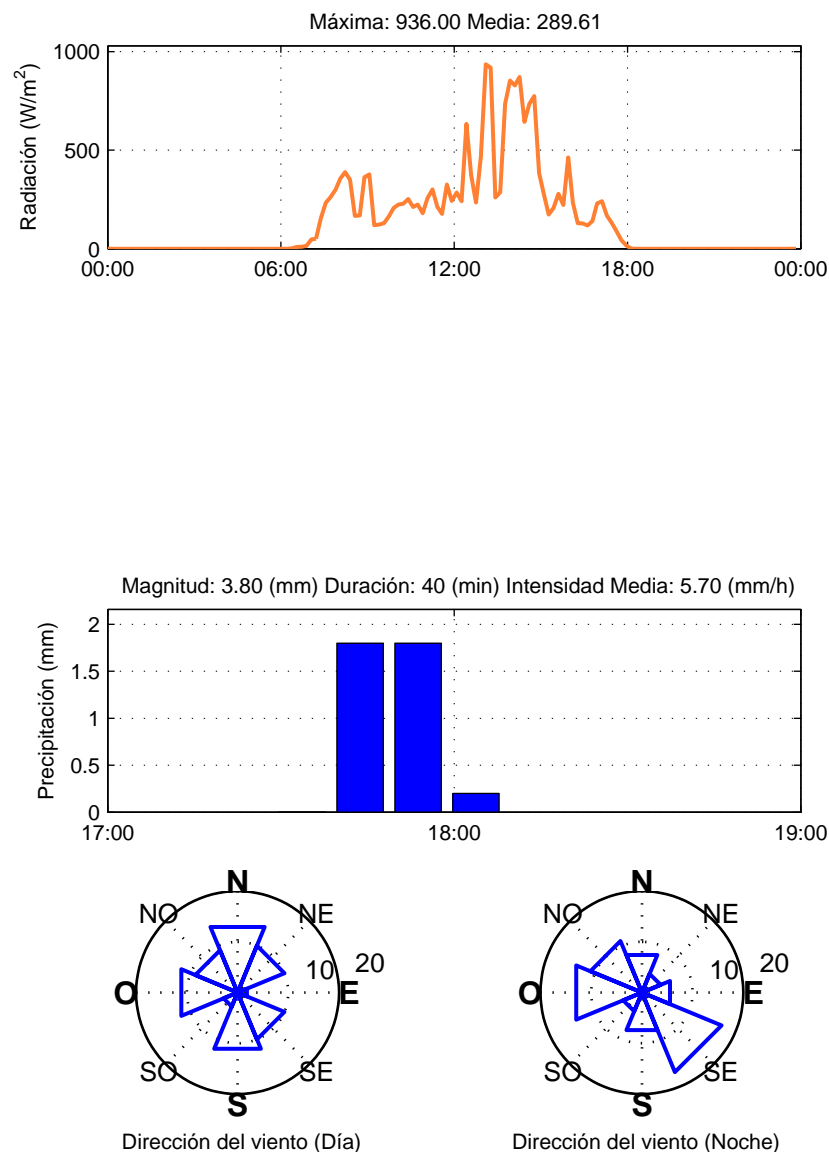 Máxima: 936.00 Media: 289.61
Radiación (W/m²)
1000
500
0
00:00 06:00 12:00 18:00 00:00
Magnitud: 3.80 (mm) Duración: 40 (min) Intensidad Media: 5.70 (mm/h)
Precipitación (mm)
2
1.5
1
0.5
0
17:00 18:00 19:00
N
NO NE
10 20
O E
SO SE
S
Dirección del viento (Día)
N
NO NE
10 20
O E
SO SE
S
Dirección del viento (Noche)